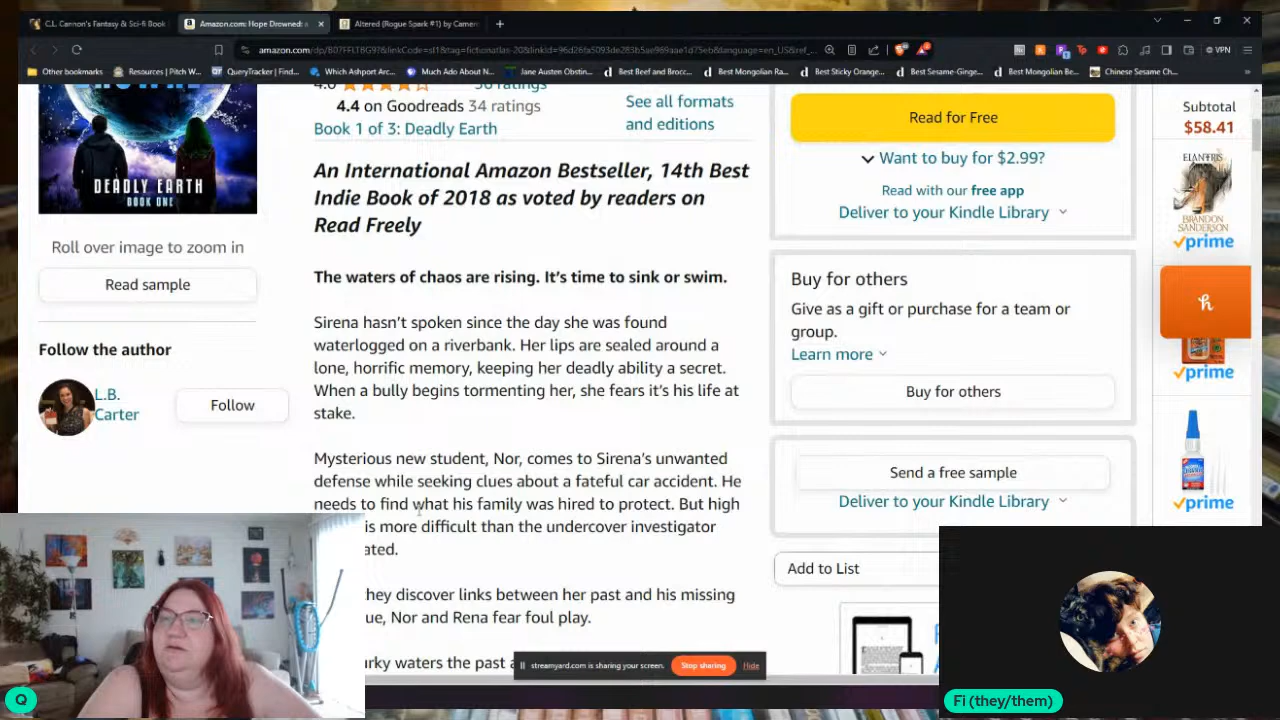 C.L. Cannon's Fantasy & Sci-fi Book
Amazon.com: Hope Drowned: a
Altered (Rogue Spark #1) by Camer
Other bookmarks
Resources | Pitch W...
QueryTracker | Find...
Which Ashport Arc...
Much Ado About N...
Jane Austen Obstin...
Best Beef and Brocc...
Best Mongolian Ra...
Best Sticky Orange...
Best Sesame-Ginge...
Best Mongolian Be...
Chinese Sesame Ch...
VPN
DEADLY EARTH
BOOK ONE
Roll over image to zoom in
Read sample
Follow the author
L.B.
Carter
Follow
4.4 on Goodreads 34 ratings
Book 1 of 3: Deadly Earth
See all formats
and editions
An International Amazon Bestseller, 14th Best
Indie Book of 2018 as voted by readers on
Read Freely
The waters of chaos are rising. It's time to sink or swim.
Sirena hasn't spoken since the day she was found
waterlogged on a riverbank. Her lips are sealed around a
lone, horrific memory, keeping her deadly ability a secret.
When a bully begins tormenting her, she fears it's his life at
stake.
Mysterious new student, Nor, comes to Sirena's unwanted
defense while seeking clues about a fateful car accident. He
needs to find what his family was hired to protect. But high
is more difficult than the undercover investigator
ated.
hey discover links between her past and his missing
ue, Nor and Rena fear foul play.
rky waters the past
Read for Free
Want to buy for $2.99?
Read with our free app
Deliver to your Kindle Library
Buy for others
Give as a gift or purchase for a team or
group.
Learn more
Buy for others
Send a free sample
Deliver to your Kindle Library
Add to List
Subtotal
$58.41
ELANTRIS
BRANDON
SANDERSON
prime
h
prime
prime
streamyard.com is sharing your screen.
Stop sharing
Hide
Q
Fi (they/them)